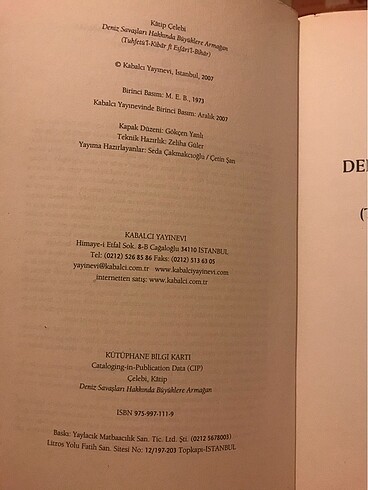 Kâtip Çelebi
Deniz Savaşları Hakkında Büyüklere Armağan
(Tuhfetü'l-Kibâr fî Esfâri'l-Bihâr)
© Kabalcı Yayınevi, İstanbul, 2007
Birinci Basım: M. E. B., 1973
Kabalcı Yayınevinde Birinci Basım: Aralık 2007
Kapak Düzeni: Gökçen Yanlı
Teknik Hazırlık: Zeliha Güler
Yayıma Hazırlayanlar: Seda Çakmakcıoğlu / Çetin Şan
KABALCI YAYINEVİ
Himaye-i Etfal Sok. 8-B Cağaloğlu 34110 İSTANBUL
Tel: (0212) 526 85 86 Faks: (0212) 513 63 05
yayinevi@kabalci.com.tr www.kabalciyayinevi.com
internetten satış: www.kabalci.com.tr
KÜTÜPHANE BİLGİ KARTI
Cataloging-in-Publication Data (CIP)
Çelebi, Kâtip
Deniz Savaşları Hakkında Büyüklere Armağan
ISBN 975-997-111-9
Baskı: Yaylacık Matbaacılık San. Tic. Ltd. Şti. (0212 5678003)
Litros Yolu Fatih San. Sitesi No: 12/197-203 Topkapı-İSTANBUL